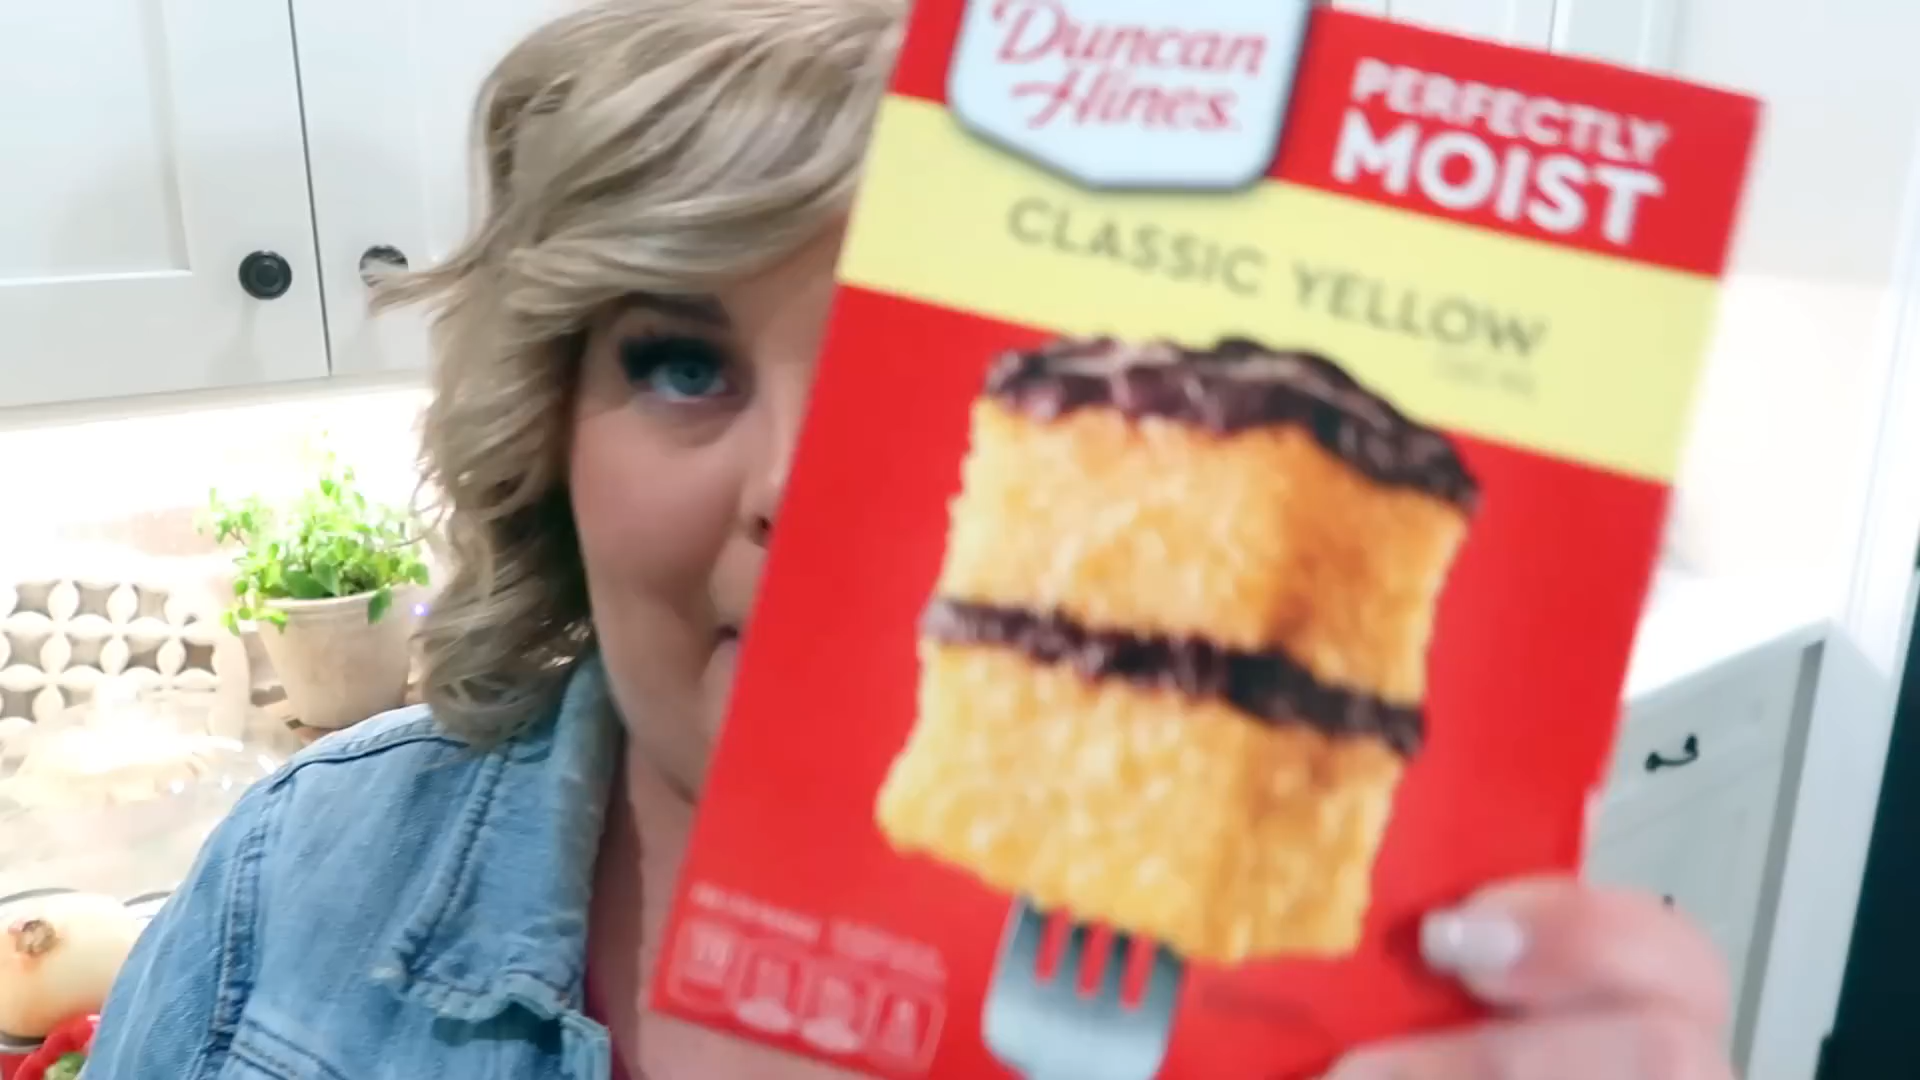 Duncan
Hines.
PERFECTLY
MOIST
CLASSIC YELLOW